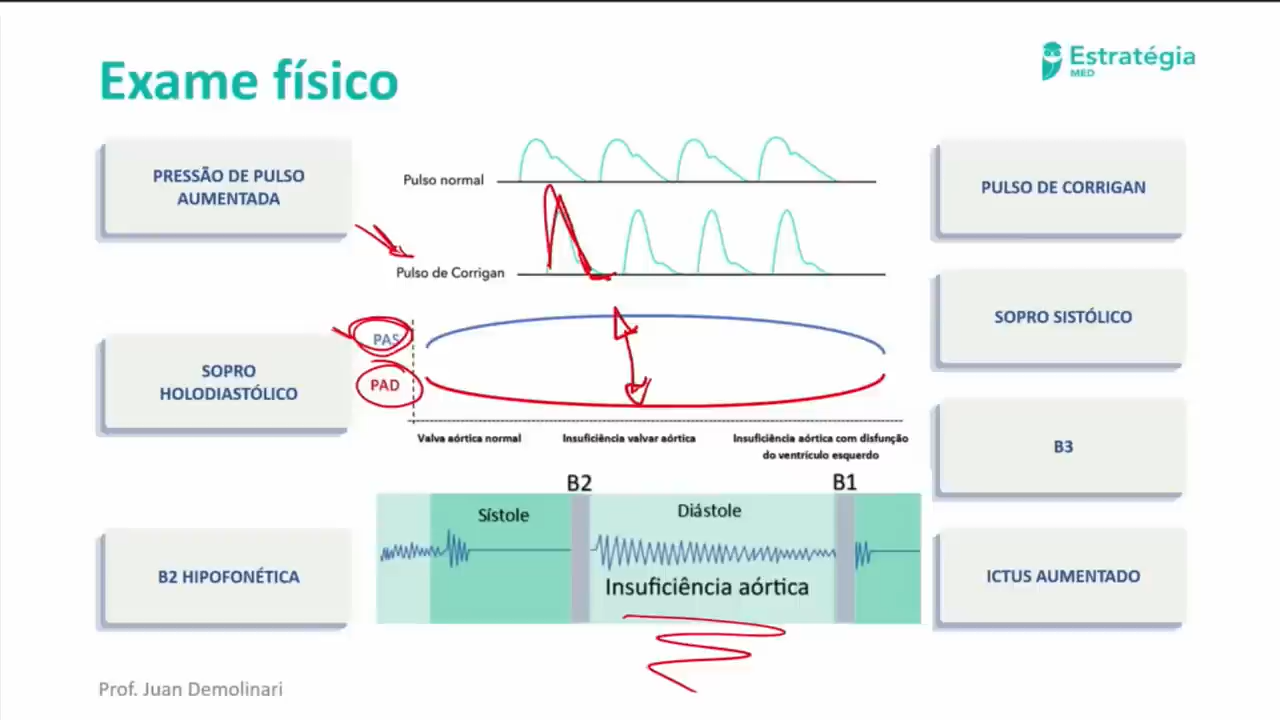 Exame físico
Estratégia
MED
PRESSÃO DE PULSO
AUMENTADA
SOPRO
HOLODIASTÓLICO
B2 HIPOFONÉTICA
Pulso normal
Pulso de Corrigan
PAS
PAD
Valva aórtica normal
Insuficiência valvar aórtica
Insuficiência aórtica com disfunção
do ventrículo esquerdo
B2
B1
Sístole
Diástole
Insuficiência aórtica
PULSO DE CORRIGAN
SOPRO SISTÓLICO
B3
ICTUS AUMENTADO
Prof. Juan Demolinari